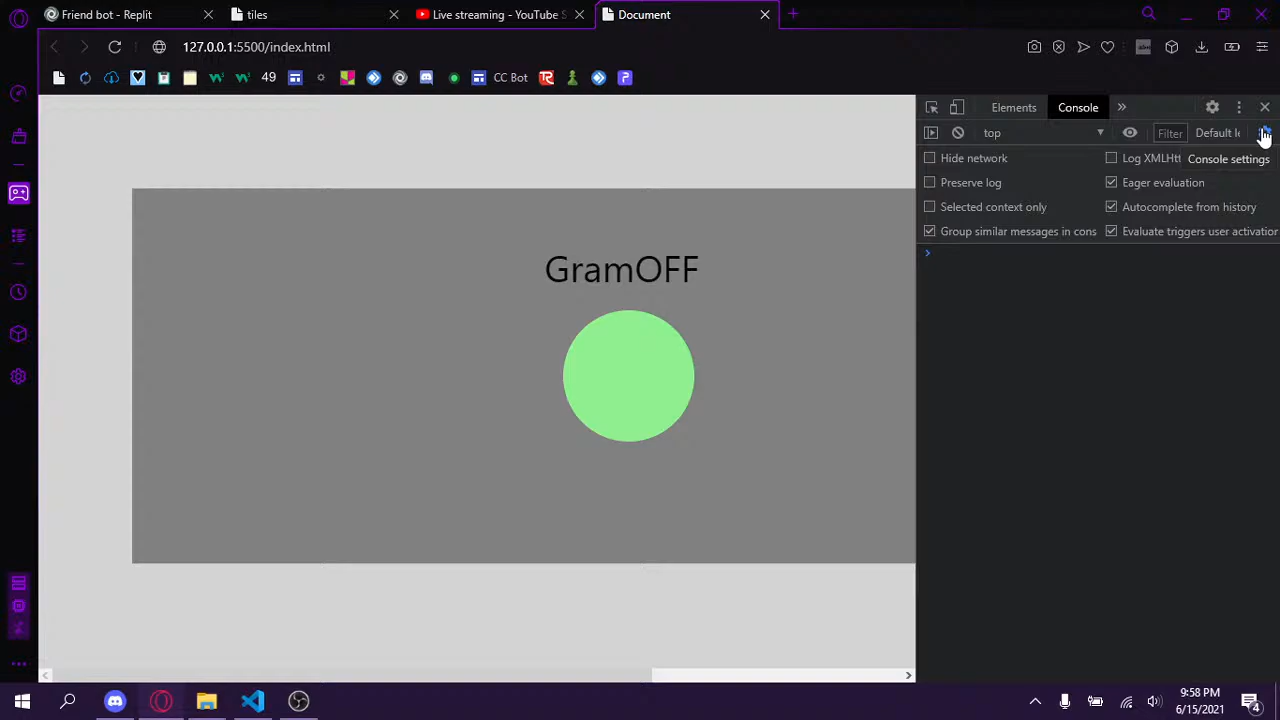 Friend bot - Replit
tiles
Live streaming - YouTube S
Document
127.0.0.1:5500/index.html
49
CC Bot
Elements
Console
top
Filter
Default
Hide network
Log XMLHtt
Console settings
Preserve log
Eager evaluation
Selected context only
Autocomplete from history
Group similar messages in cons
Evaluate triggers user activation
GramOFF
9:58 PM
6/15/2021
4